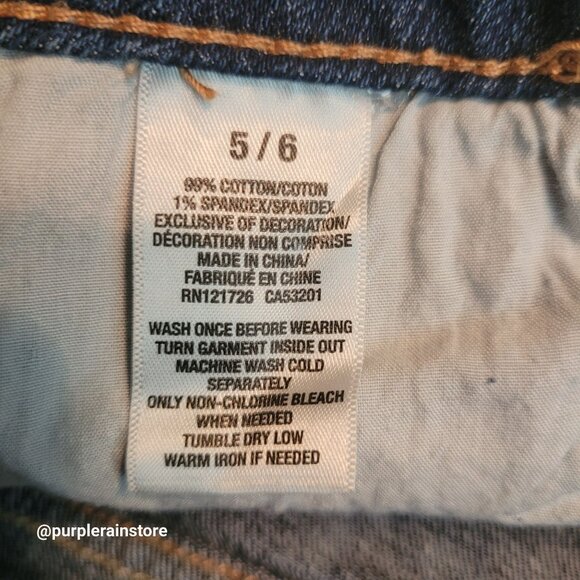 5 / 6
99% COTTON/COTON
1% SPANDEX/SPANDEX
EXCLUSIVE OF DECORATION/
DÉCORATION NON COMPRISE
MADE IN CHINA/
FABRIQUÉ EN CHINE
RN121726 CA53201
WASH ONCE BEFORE WEARING
TURN GARMENT INSIDE OUT
MACHINE WASH COLD
SEPARATELY
ONLY NON-CHLORINE BLEACH
WHEN NEEDED
TUMBLE DRY LOW
WARM IRON IF NEEDED
@purplerainstore